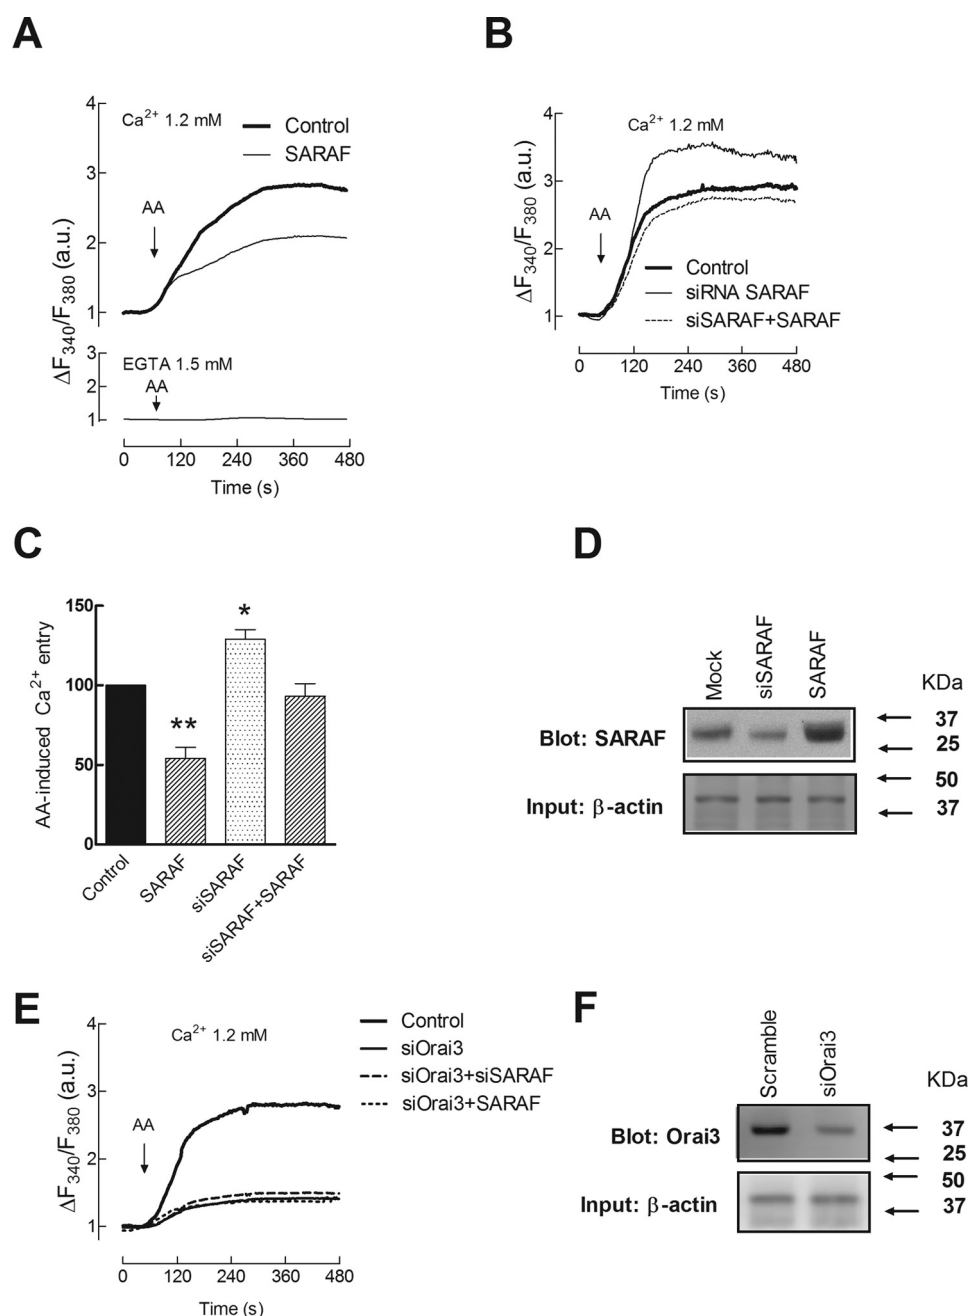 A
4
Ca2+ 1.2 mM
Control
SARAF
3
AA
2
1
ΔF340/F380 (a.u.)
3
EGTA 1.5 mM
2
AA
1
0 120 240 360 480
Time (s)
B
4
Ca2+ 1.2 mM
3
AA
2
Control
siRNA SARAF
siSARAF+SARAF
1
ΔF340/F380 (a.u.)
0 120 240 360 480
Time (s)
C
150
*
100
**
50
0
AA-induced Ca2+ entry
Control
SARAF
siSARAF
siSARAF+SARAF
D
Mock
siSARAF
SARAF
KDa
Blot: SARAF
37
25
Input: β-actin
50
37
E
4
Ca2+ 1.2 mM
Control
siOrai3
siOrai3+siSARAF
siOrai3+SARAF
3
AA
2
1
ΔF340/F380 (a.u.)
0 120 240 360 480
Time (s)
F
Scramble
siOrai3
KDa
Blot: Orai3
37
25
Input: β-actin
50
37